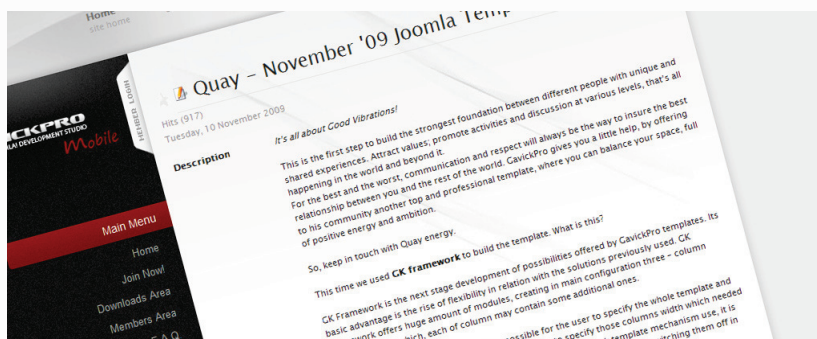 Home
site home
Quay – November '09 Joomla
Hits (917)
Tuesday, 10 November 2009
MEMBER LOGIN
DEVELOPMENT STUDIO
Mobile
Description
It's all about Good Vibrations!
This is the first step to build the strongest foundation between different people with unique and
shared experiences. Attract values; promote activities and discussion at various levels, that's all
happening in the world and beyond it.
For the best and the worst, communication and respect will always be the way to insure the best
relationship between you and the rest of the world. GavickPro gives you a little help, by offering
to his community another top and professional template, where you can balance your space, full
of positive energy and ambition.
So, keep in touch with Quay energy.
This time we used GK framework to build the template. What is this?
GK Framework is the next stage development of possibilities offered by GavickPro templates. Its
basic advantage is the rise of flexibility in relation with the solutions previously used. GK
offers huge amount of modules, creating in main configuration three – column
each of column may contain some additional ones.
for the user to specify the whole template and
specify those columns width which needed
template mechanism use, it is
them off in
Main Menu
Home
Join Now!
Downloads Area
Members Area
F.A.Q